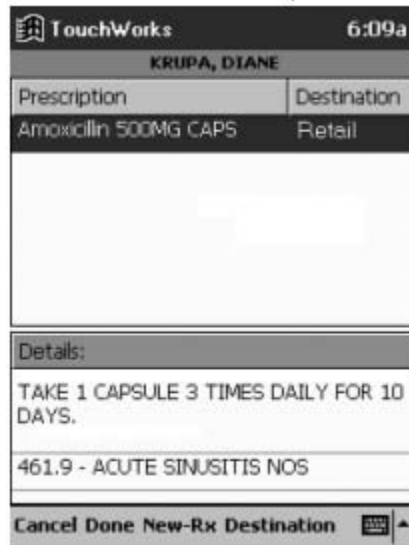 TouchWorks 6:09a
KRUPA, DIANE
Prescription Destination
Amoxicillin 500MG CAPS Retail
Details:
TAKE 1 CAPSULE 3 TIMES DAILY FOR 10
DAYS.
461.9 - ACUTE SINUSITIS NOS
Cancel Done New-Rx Destination